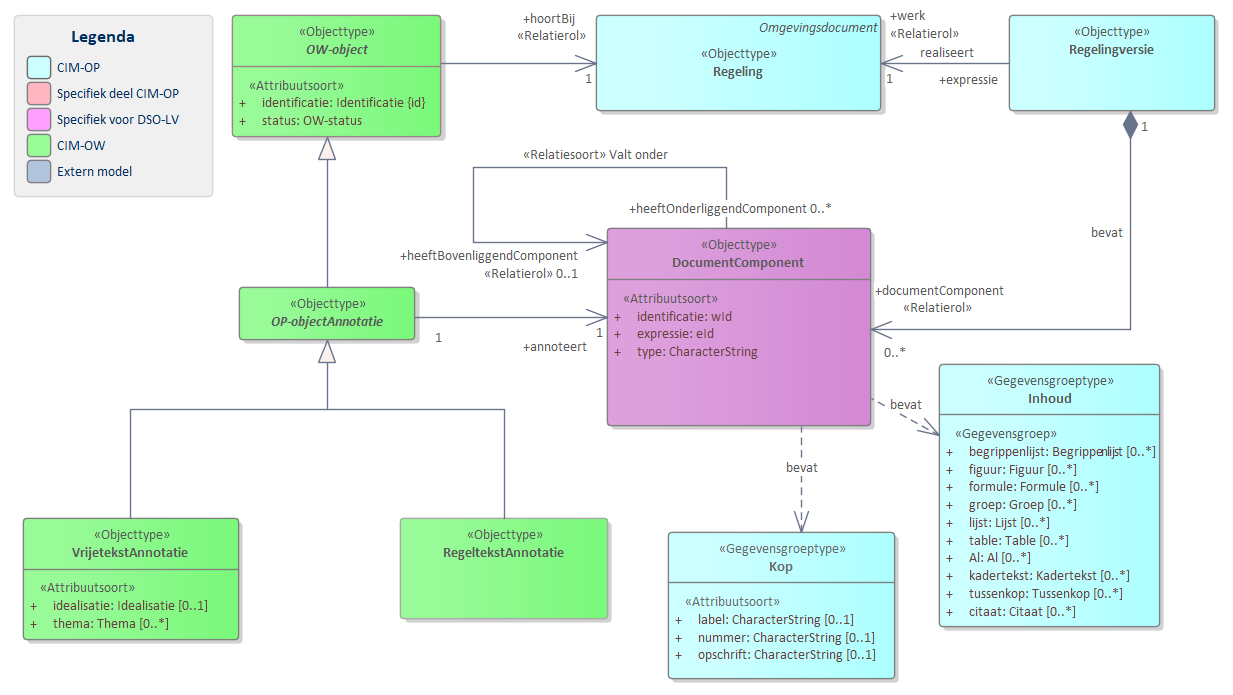 Legenda
CIM-OP
Specifiek deel CIM-OP
Specifiek voor DSO-LV
CIM-OW
Extern model
«Objecttype»
OW-object
«Attribuutsoort»
+ identificatie: Identificatie {id}
+ status: OW-status
+hoortBij
«Relatierol»
1
Omgevingsdocument
«Objecttype»
Regeling
+werk
«Relatierol»
realiseert
1
+expressie
«Objecttype»
Regelingversie
1
bevat
«Relatiesoort» Valt onder
+heeftOnderliggendComponent 0..*
+heeftBovenliggendComponent
«Relatierol» 0..1
«Objecttype»
DocumentComponent
«Attribuutsoort»
+ identificatie: wId
+ expressie: eId
+ type: CharacterString
+documentComponent
«Relatierol»
0..*
«Objecttype»
OP-objectAnnotatie
1
1
+annoteert
bevat
bevat
«Gegevensgroeptype»
Inhoud
«Gegevensgroep»
+ begrippenlijst: Begrippenlijst [0..*]
+ figuur: Figuur [0..*]
+ formule: Formule [0..*]
+ groep: Groep [0..*]
+ lijst: Lijst [0..*]
+ table: Table [0..*]
+ Al: Al [0..*]
+ kadertekst: Kadertekst [0..*]
+ tussenkop: Tussenkop [0..*]
+ citaat: Citaat [0..*]
«Objecttype»
VrijetekstAnnotatie
«Attribuutsoort»
+ idealisatie: Idealisatie [0..1]
+ thema: Thema [0..*]
«Objecttype»
RegeltekstAnnotatie
«Gegevensgroeptype»
Kop
«Attribuutsoort»
+ label: CharacterString [0..1]
+ nummer: CharacterString [0..1]
+ opschrift: CharacterString [0..1]